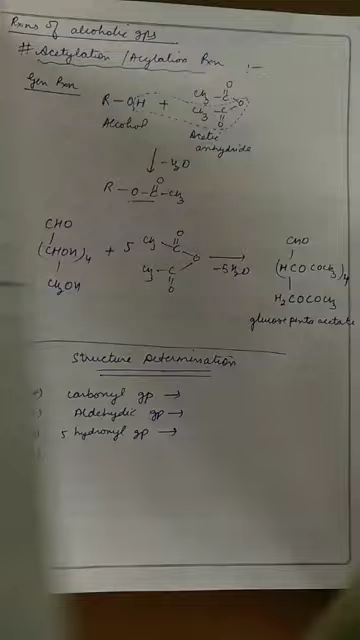 Rxns of alcoholic gps
# Acetylation / Acylation Rxn :-
Gen Rxn
R - OH + CH3 - C = O O CH3 - C = O
Alcohol Acetic anhydride
↓ - H2O
R - O - C - CH3
O
CHO
(CHOH)4 + 5 CH3 - C = O O CH3 - C = O → - 5 H2O
CH2OH
CHO
(HCOCOCH3)4
H2COCOCH3
glucose penta acetate
Structure Determination
carbonyl gp →
Aldehydic gp →
5 hydroxyl gp →